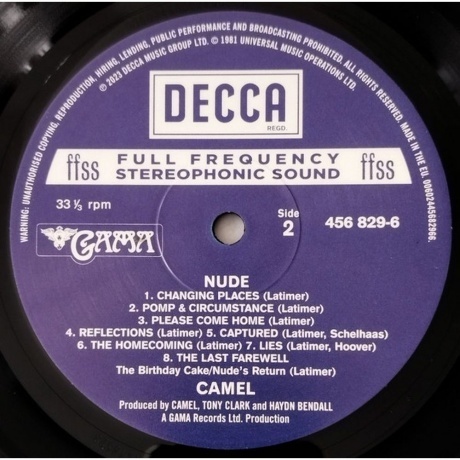 WARNING: UNAUTHORISED COPYING, REPRODUCTION, HIRING, LENDING, PUBLIC PERFORMANCE AND BROADCASTING PROHIBITED. ALL RIGHTS RESERVED. MADE IN THE EU. 00602445682966.
℗ 2023 DECCA MUSIC GROUP LTD. © 1981 UNIVERSAL MUSIC OPERATIONS LTD.
DECCA
REGD.
ffss FULL FREQUENCY STEREOPHONIC SOUND ffss
33 ⅓ rpm
GAMA
Side
2
456 829-6
NUDE
1. CHANGING PLACES (Latimer)
2. POMP & CIRCUMSTANCE (Latimer)
3. PLEASE COME HOME (Latimer)
4. REFLECTIONS (Latimer) 5. CAPTURED (Latimer, Schelhaas)
6. THE HOMECOMING (Latimer) 7. LIES (Latimer, Hoover)
8. THE LAST FAREWELL
The Birthday Cake/Nude's Return (Latimer)
CAMEL
Produced by CAMEL, TONY CLARK and HAYDN BENDALL
A GAMA Records Ltd. Production